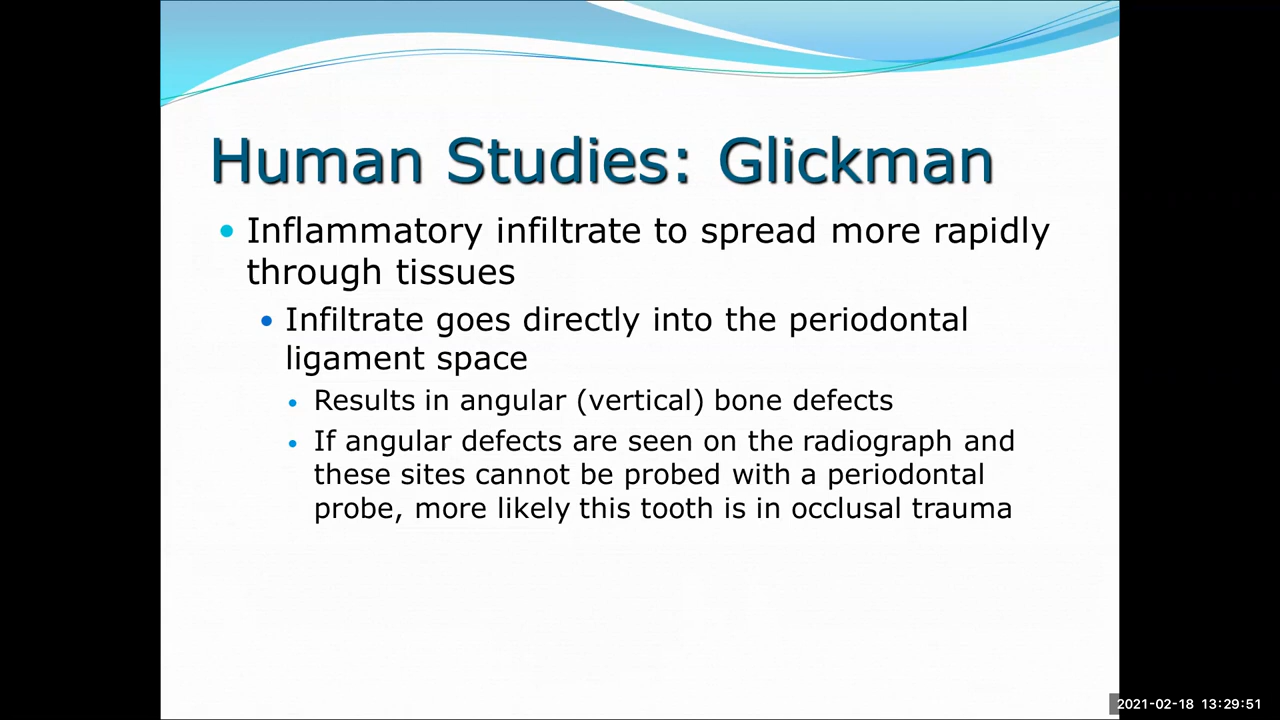 Human Studies: Glickman
• Inflammatory infiltrate to spread more rapidly
through tissues
• Infiltrate goes directly into the periodontal
ligament space
• Results in angular (vertical) bone defects
• If angular defects are seen on the radiograph and
these sites cannot be probed with a periodontal
probe, more likely this tooth is in occlusal trauma
2021-02-18 13:29:51